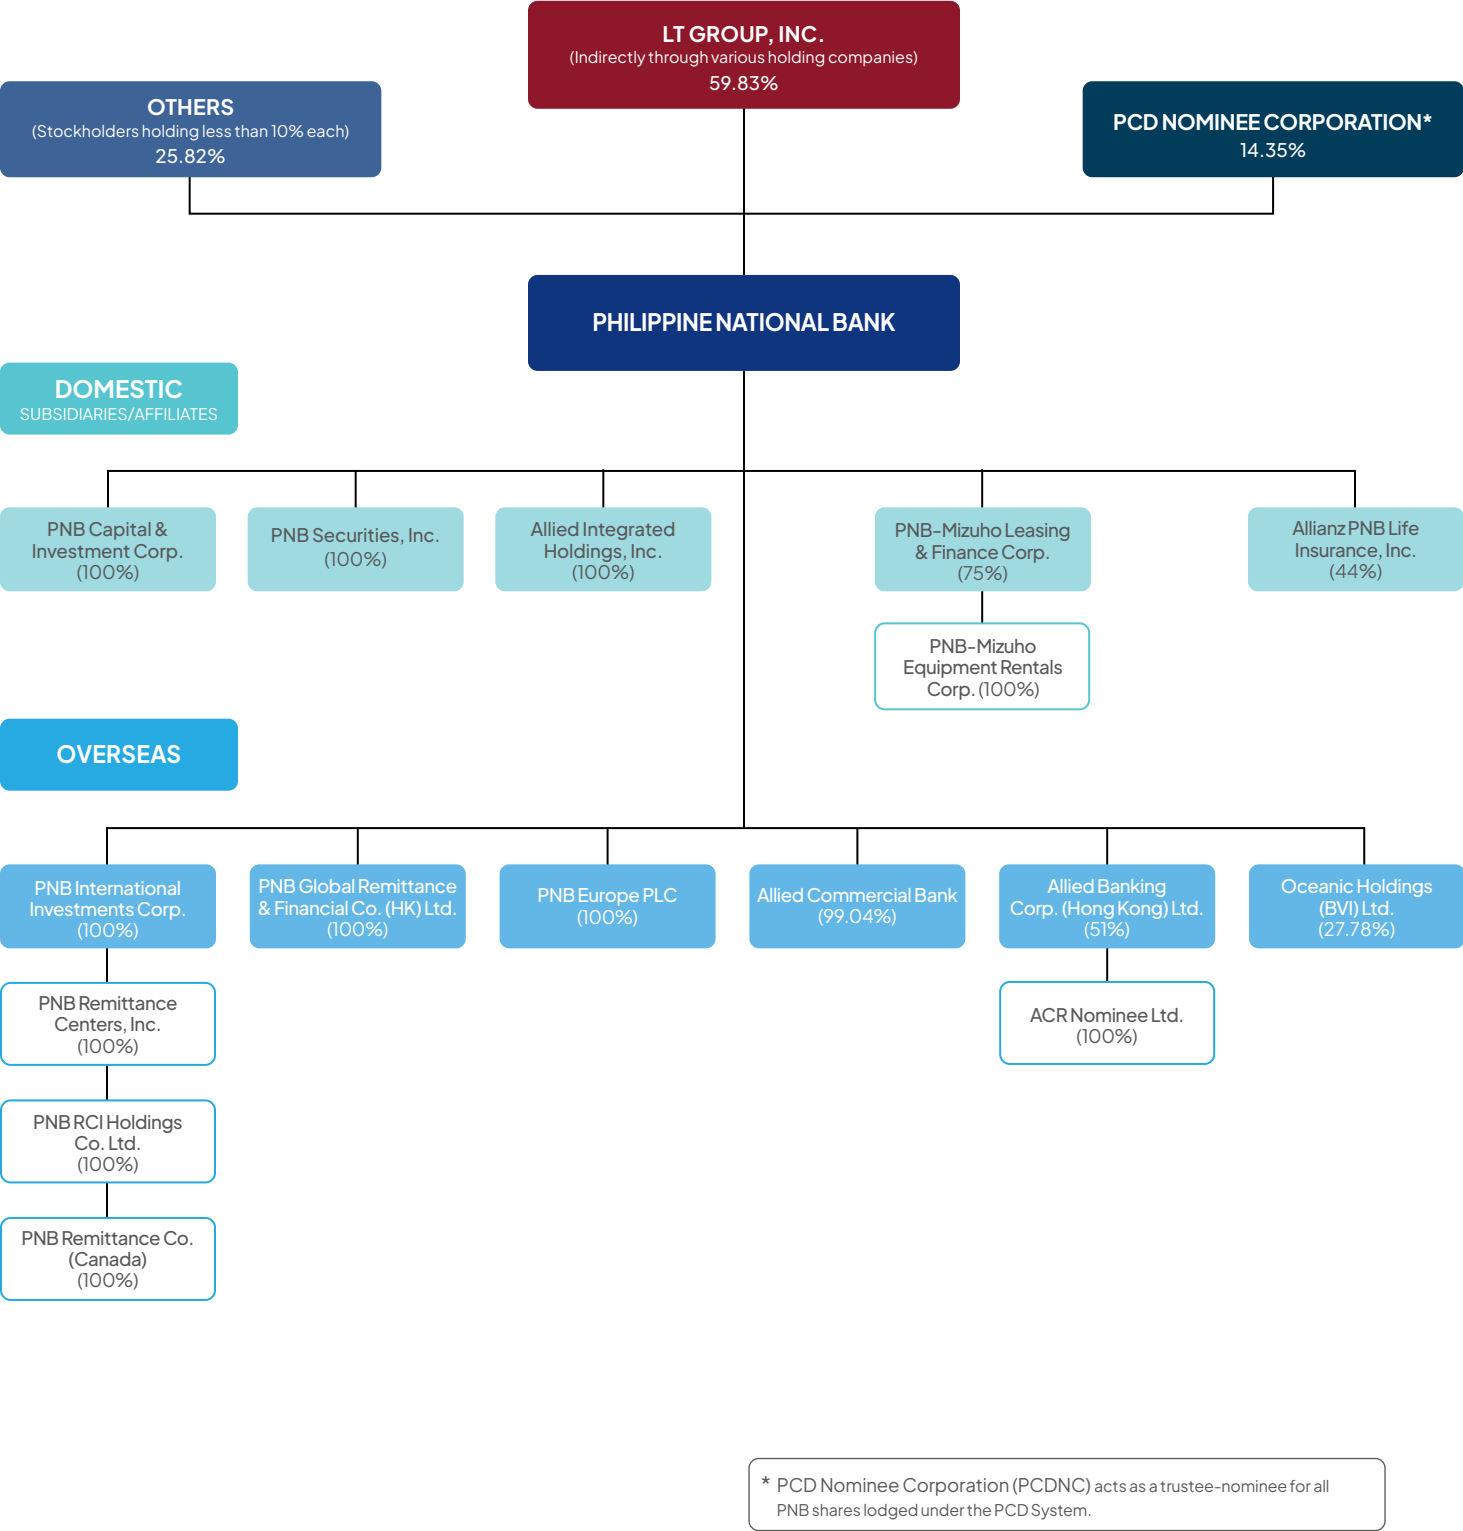 LT GROUP, INC.
(Indirectly through various holding companies)
59.83%
OTHERS
(Stockholders holding less than 10% each)
25.82%
PCD NOMINEE CORPORATION*
14.35%
PHILIPPINE NATIONAL BANK
DOMESTIC
SUBSIDIARIES/AFFILIATES
PNB Capital &
Investment Corp.
(100%)
PNB Securities, Inc.
(100%)
Allied Integrated
Holdings, Inc.
(100%)
PNB-Mizuho Leasing
& Finance Corp.
(75%)
Allianz PNB Life
Insurance, Inc.
(44%)
PNB-Mizuho
Equipment Rentals
Corp. (100%)
OVERSEAS
PNB International
Investments Corp.
(100%)
PNB Global Remittance
& Financial Co. (HK) Ltd.
(100%)
PNB Europe PLC
(100%)
Allied Commercial Bank
(99.04%)
Allied Banking
Corp. (Hong Kong) Ltd.
(51%)
Oceanic Holdings
(BVI) Ltd.
(27.78%)
PNB Remittance
Centers, Inc.
(100%)
ACR Nominee Ltd.
(100%)
PNB RCI Holdings
Co. Ltd.
(100%)
PNB Remittance Co.
(Canada)
(100%)
* PCD Nominee Corporation (PCDNC) acts as a trustee-nominee for all
PNB shares lodged under the PCD System.